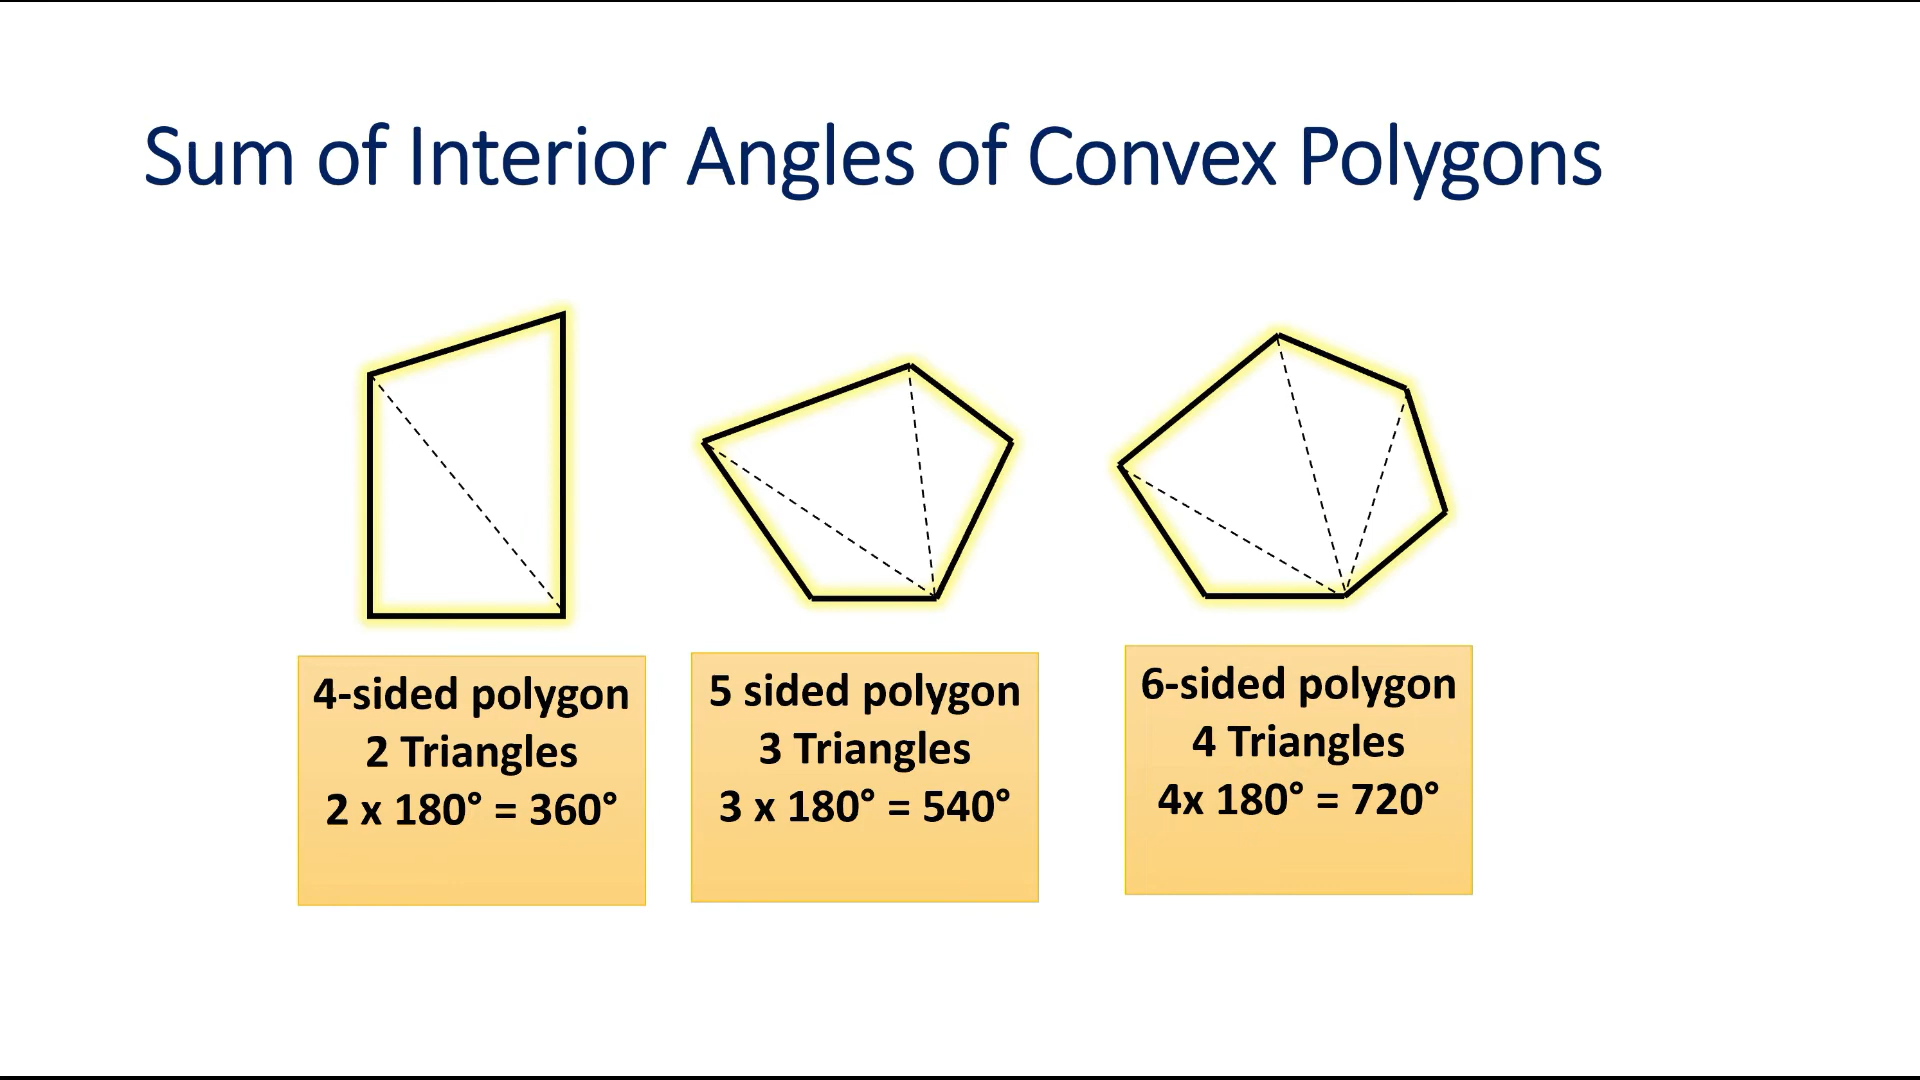 Sum of Interior Angles of Convex Polygons
4-sided polygon
2 Triangles
2 x 180° = 360°
5 sided polygon
3 Triangles
3 x 180° = 540°
6-sided polygon
4 Triangles
4x 180° = 720°